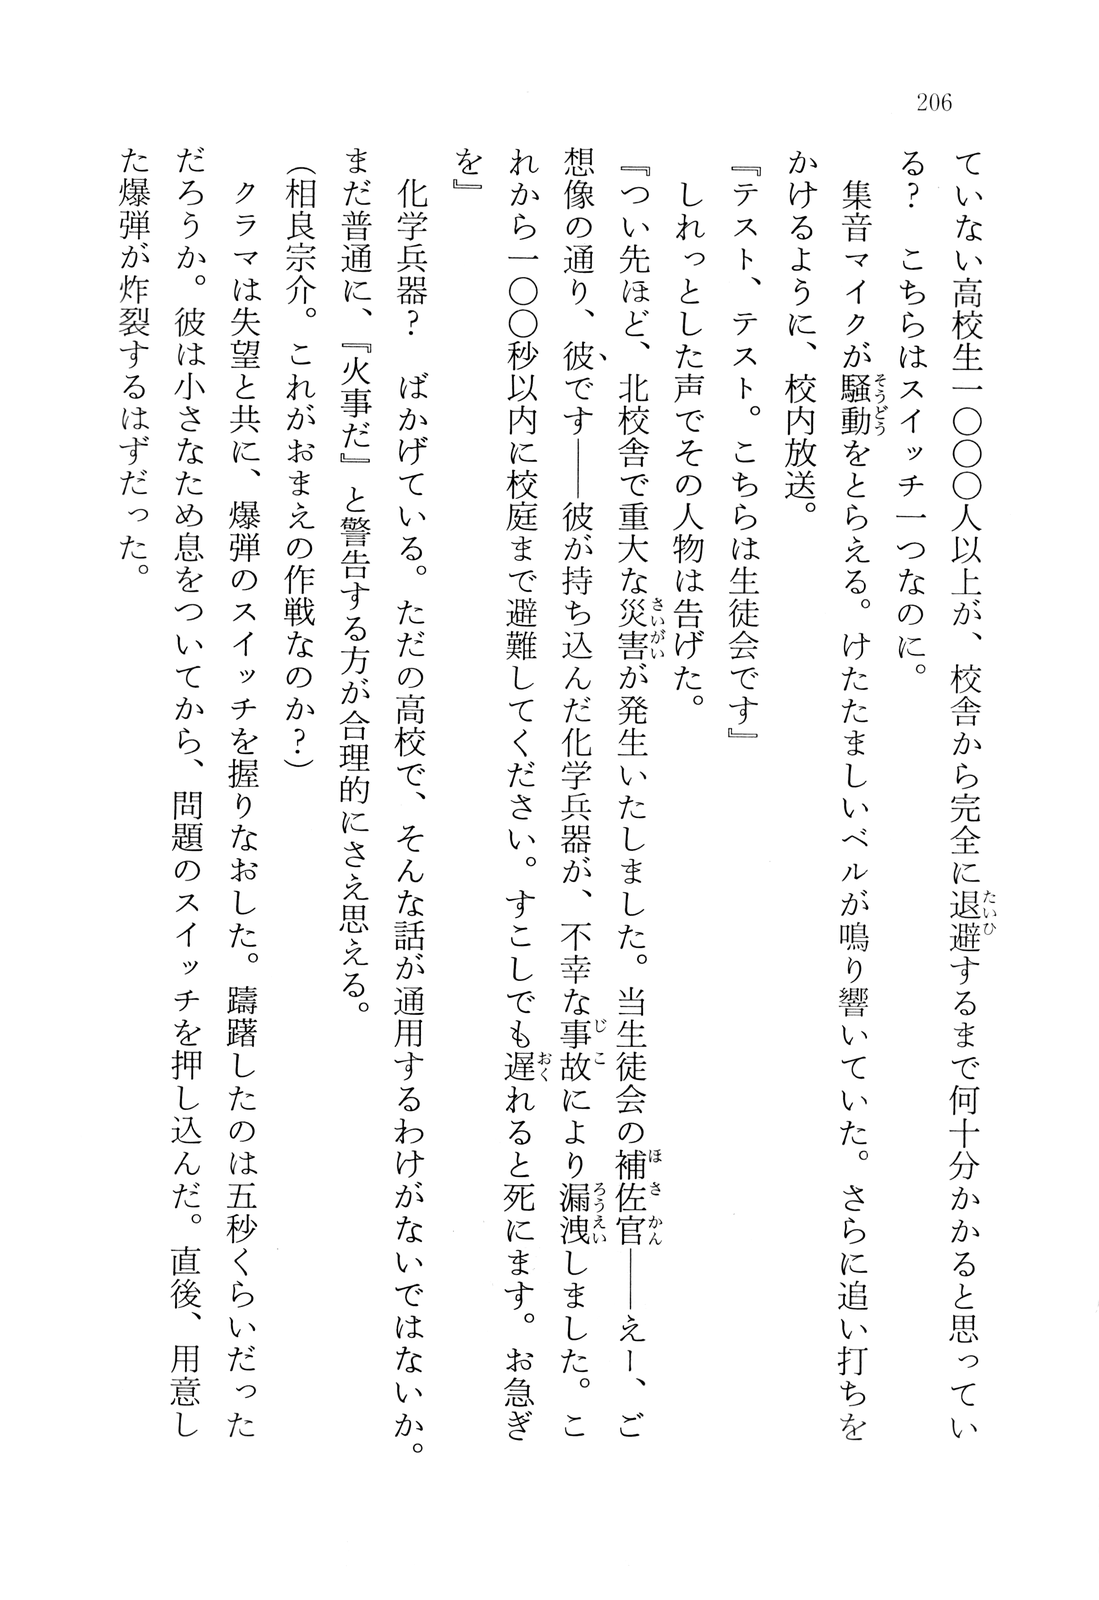 206
ていない高校生一〇〇〇人以上が、校舎から完全に退避するまで何十分かかると思ってい
る?　こちらはスイッチ一つなのに。
　集音マイクが騒動をとらえる。けたたましいベルが鳴り響いていた。さらに追い打ちを
かけるように、校内放送。
『テスト、テスト。こちらは生徒会です』
　しれっとした声でその人物は告げた。
『つい先ほど、北校舎で重大な災害が発生いたしました。当生徒会の補佐官――えー、ご
想像の通り、彼です――彼が持ち込んだ化学兵器が、不幸な事故により漏洩しました。こ
れから一〇〇秒以内に校庭まで避難してください。すこしでも遅れると死にます。お急ぎ
を』
　化学兵器?　ばかげている。ただの高校で、そんな話が通用するわけがないではないか。
まだ普通に、『火事だ』と警告する方が合理的にさえ思える。
（相良宗介。これがおまえの作戦なのか?）
　クラマは失望と共に、爆弾のスイッチを握りなおした。躊躇したのは五秒くらいだった
だろうか。彼は小さなため息をついてから、問題のスイッチを押し込んだ。直後、用意し
た爆弾が炸裂するはずだった。